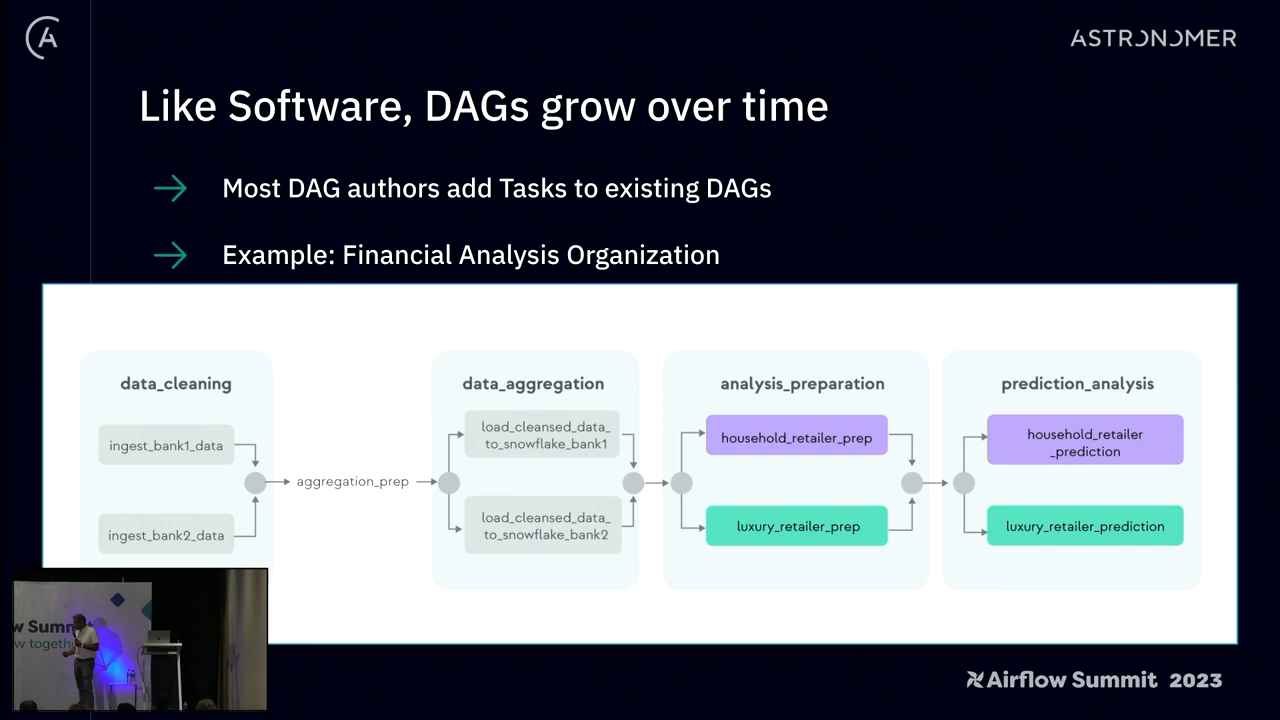 ASTRONOMER
Like Software, DAGs grow over time
Most DAG authors add Tasks to existing DAGs
Example: Financial Analysis Organization
data_cleaning
ingest_bank1_data
ingest_bank2_data
aggregation_prep
data_aggregation
load_cleansed_data_
to_snowflake_bank1
load_cleansed_data_
to_snowflake_bank2
analysis_preparation
household_retailer_prep
luxury_retailer_prep
prediction_analysis
household_retailer
_prediction
luxury_retailer_prediction
w Summ
w togeth
Airflow Summit 2023